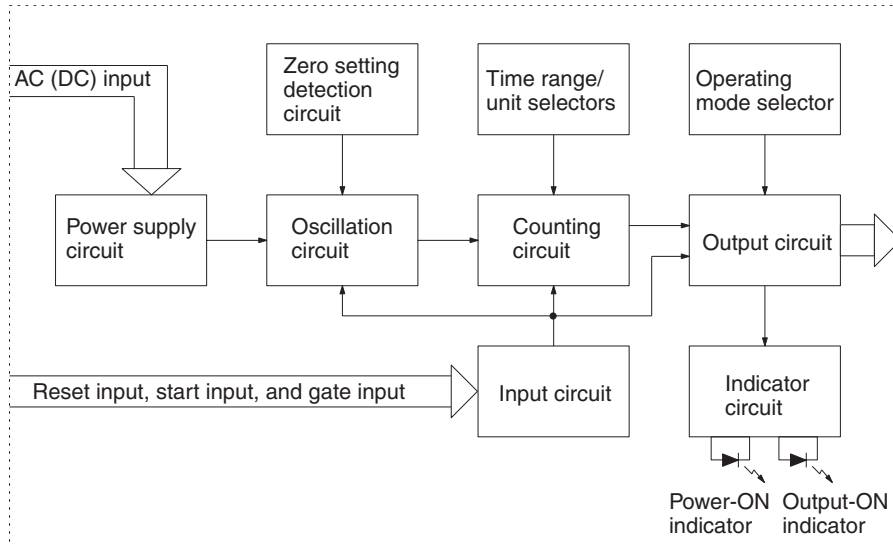 AC (DC) input
Zero setting
detection
circuit
Time range/
unit selectors
Operating
mode selector
Power supply
circuit
Oscillation
circuit
Counting
circuit
Output circuit
Reset input, start input, and gate input
Input circuit
Indicator
circuit
Power-ON
indicator
Output-ON
indicator